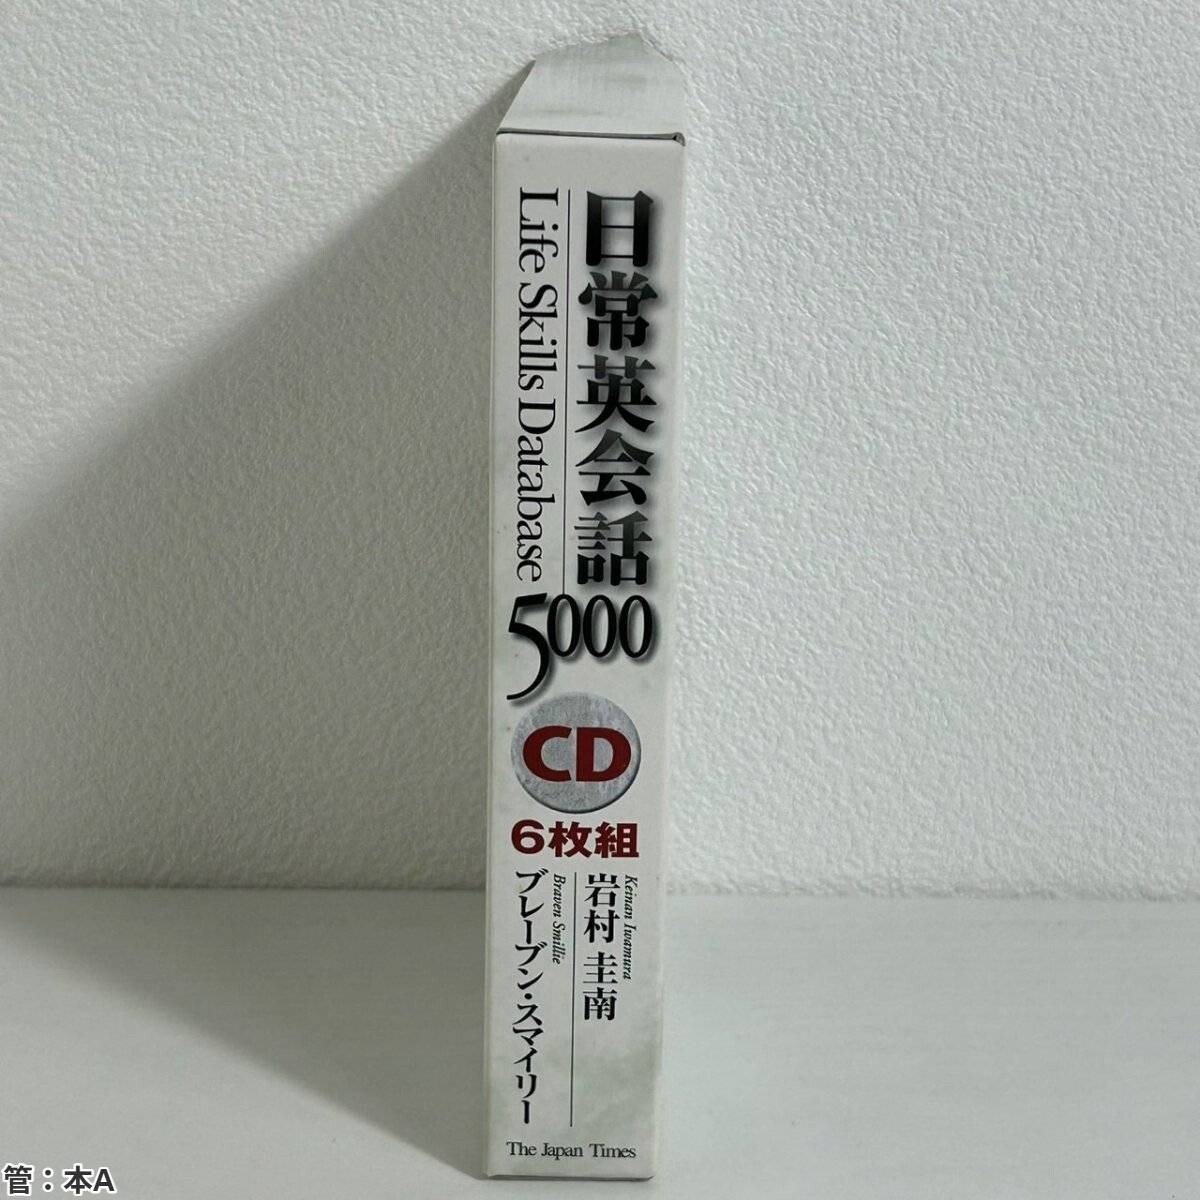 日常英会話
Life Skills Database
5000
CD
6枚組
Keinan Iwamura
岩村 圭南
Braven Smillie
ブレーブン・スマイリー
The Japan Times
管：本A